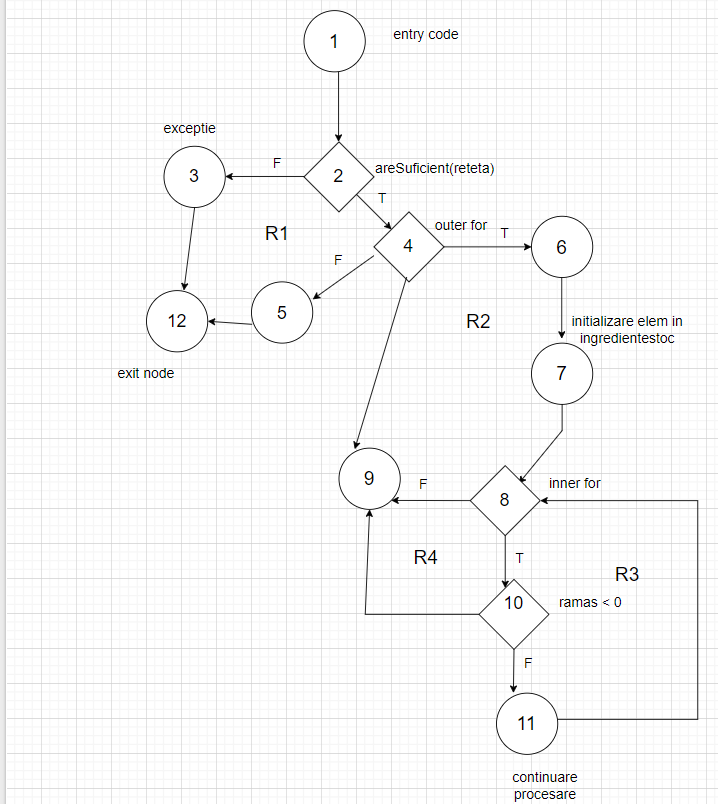 1
entry code
exceptie
3
F
2
areSuficient(reteta)
T
R1
4
outer for
T
6
F
12
5
R2
initializare elem in
ingredientestoc
exit node
7
9
F
8
inner for
R4
T
R3
10
ramas < 0
F
11
continuare
procesare